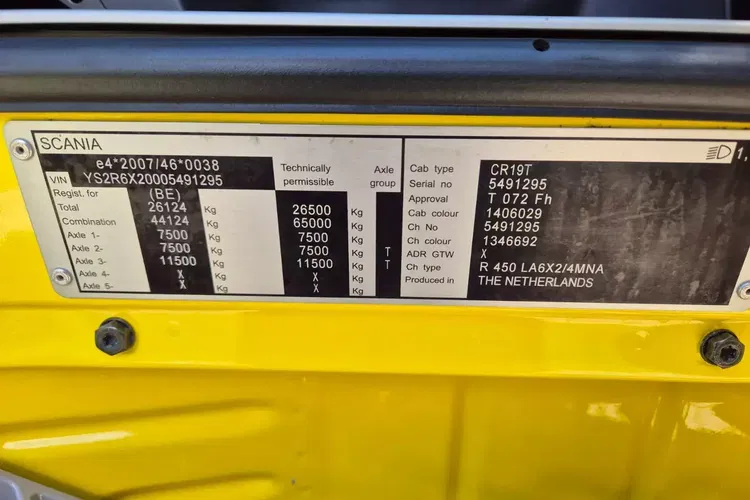 SCANIA
e4*2007/46*0038
VIN YS2R6X20005491295
Technically permissible
Axle group
Regist. for (BE)
Total 26124 Kg 26500 Kg
Combination 44124 Kg 65000 Kg
Axle 1- 7500 Kg 7500 Kg
Axle 2- 7500 Kg 7500 Kg T
Axle 3- 11500 Kg 11500 Kg T
Axle 4- X Kg X Kg
Axle 5- X Kg X Kg
Cab type CR19T
Serial no 5491295
Approval T 072 Fh
Cab colour 1406029
Ch No 5491295
Ch colour 1346692
ADR GTW X
Ch type R 450 LA6X2/4MNA
Produced in THE NETHERLANDS
1,